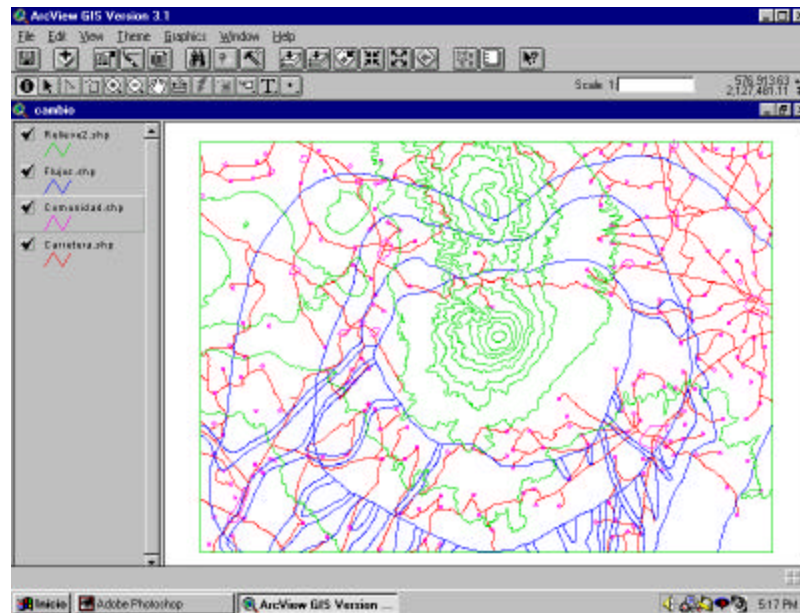 ArcView GIS Version 3.1
File Edit View Theme Graphics Window Help
Scale 1:
576,913.63
2,127,481.11
cambio
Relieve2.shp
Flujos.shp
Comunidad.shp
Carretera.shp
Inicio Adobe Photoshop ArcView GIS Version ... 5:17 PM